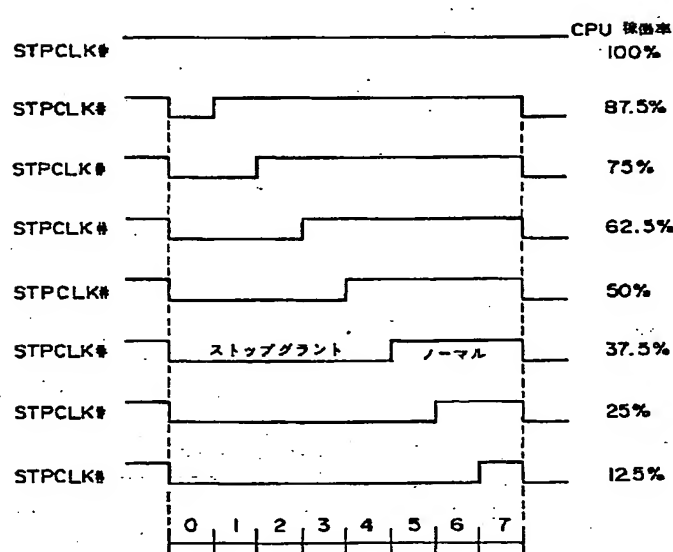 CPU 稼働率
STPCLK# 100%
STPCLK# 87.5%
STPCLK# 75%
STPCLK# 62.5%
STPCLK# 50%
STPCLK# ストップグラント ノーマル 37.5%
STPCLK# 25%
STPCLK# 12.5%
0 1 2 3 4 5 6 7